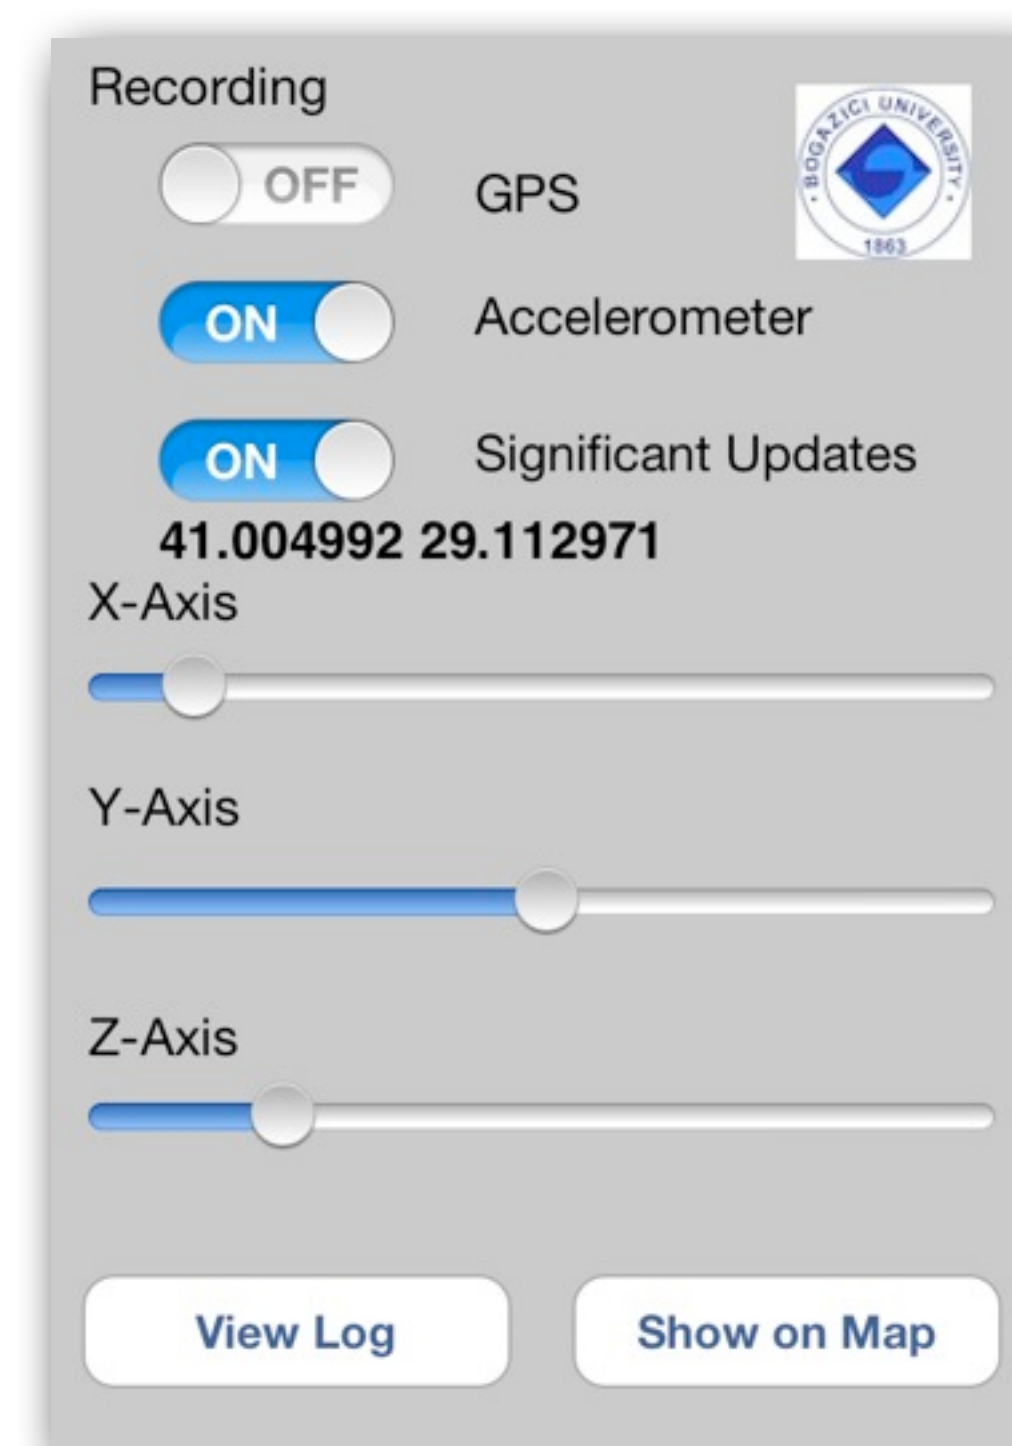 Recording
OFF GPS
· BOGAZICI UNIVERSITY ·
1863
ON Accelerometer
ON Significant Updates
41.004992 29.112971
X-Axis
Y-Axis
Z-Axis
View Log
Show on Map